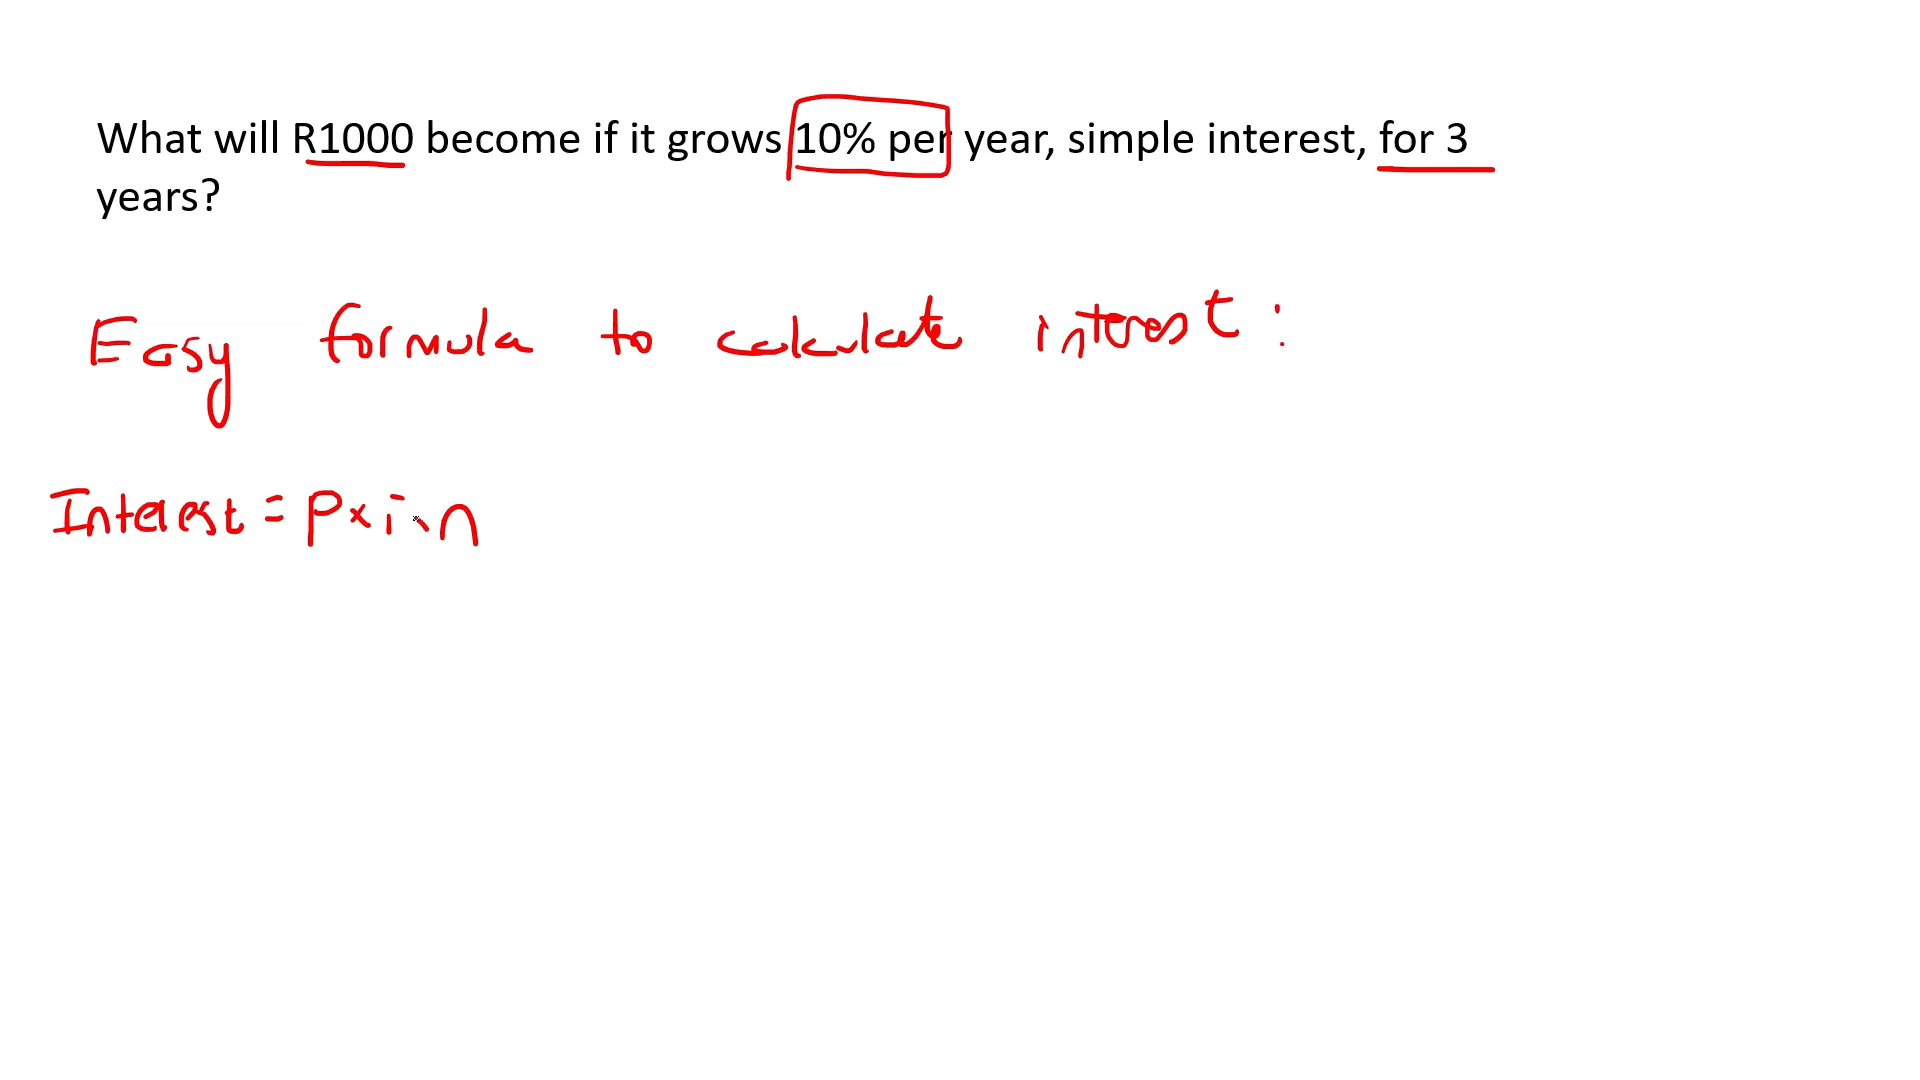 What will R1000 become if it grows 10% per year, simple interest, for 3
years?
Easy formula to calculate interest :
Interest = P × i × n